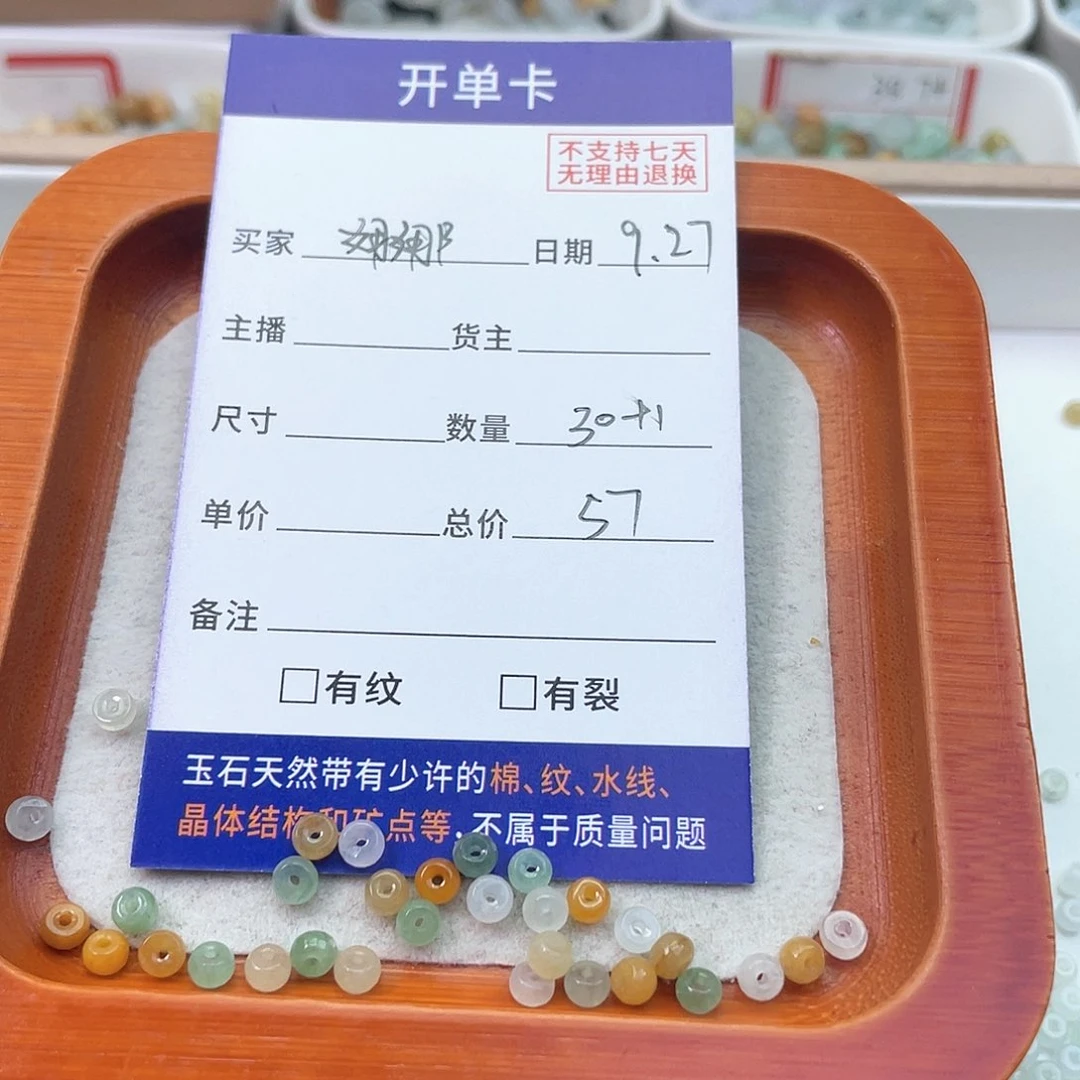 开单卡
不支持七天
无理由退换
买家 日期 9.27
主播 货主
尺寸 数量 30+1
单价 总价 57
备注
有纹 有裂
玉石天然带有少许的棉、纹、水线、
晶体结构和矿点等,不属于质量问题